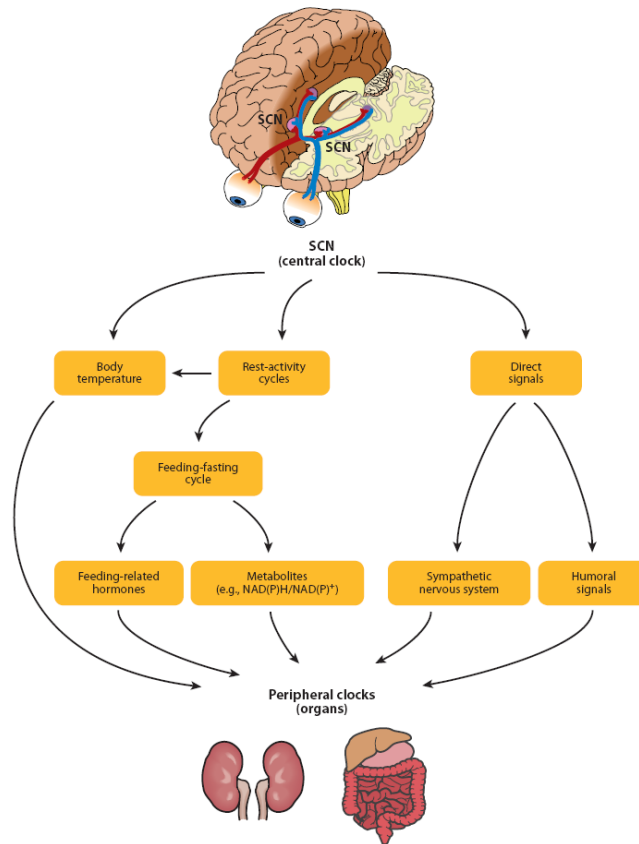 SCN
SCN
SCN
(central clock)
Body
temperature
Rest-activity
cycles
Direct
signals
Feeding-fasting
cycle
Feeding-related
hormones
Metabolites
(e.g., NAD(P)H/NAD(P)⁺)
Sympathetic
nervous system
Humoral
signals
Peripheral clocks
(organs)